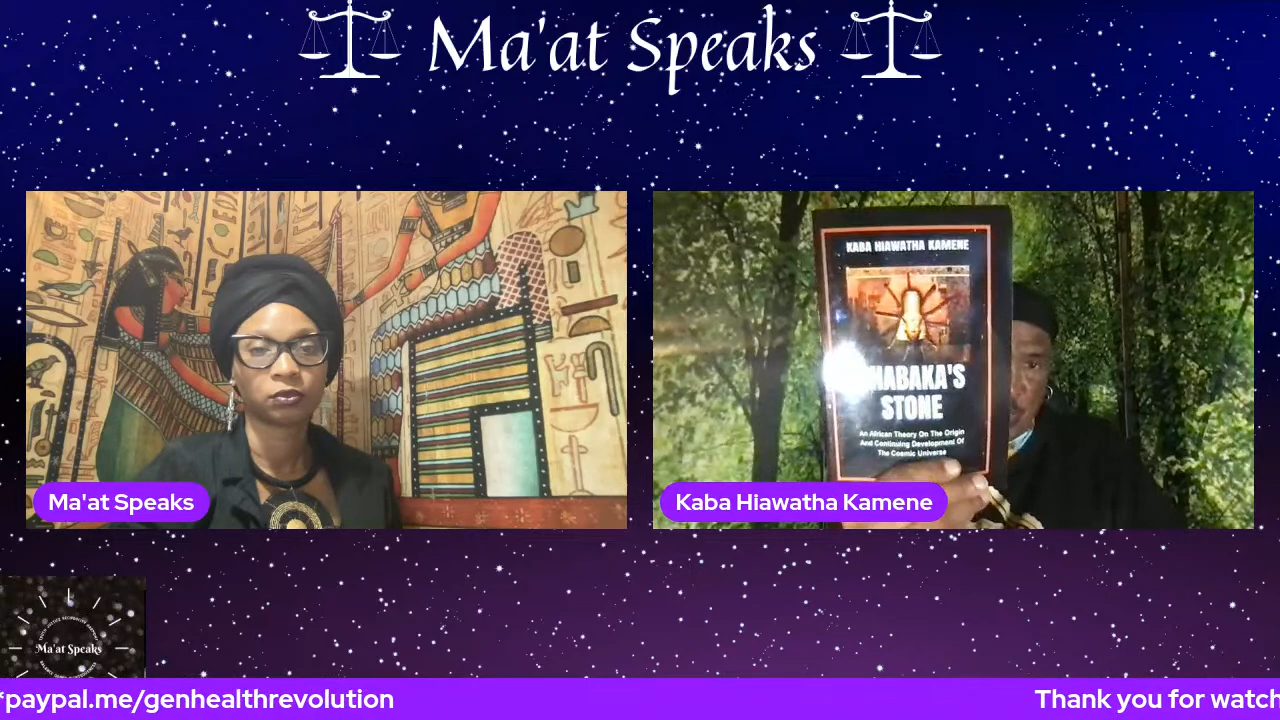 Ma'at Speaks
KABA HIAWATHA KAMENE
HABAKA'S
STONE
An African Theory On The Origin
And Continuing Development Of
The Cosmic Universe
Ma'at Speaks
Kaba Hiawatha Kamene
Ma'at Speaks
*paypal.me/genhealthrevolution
Thank you for watch